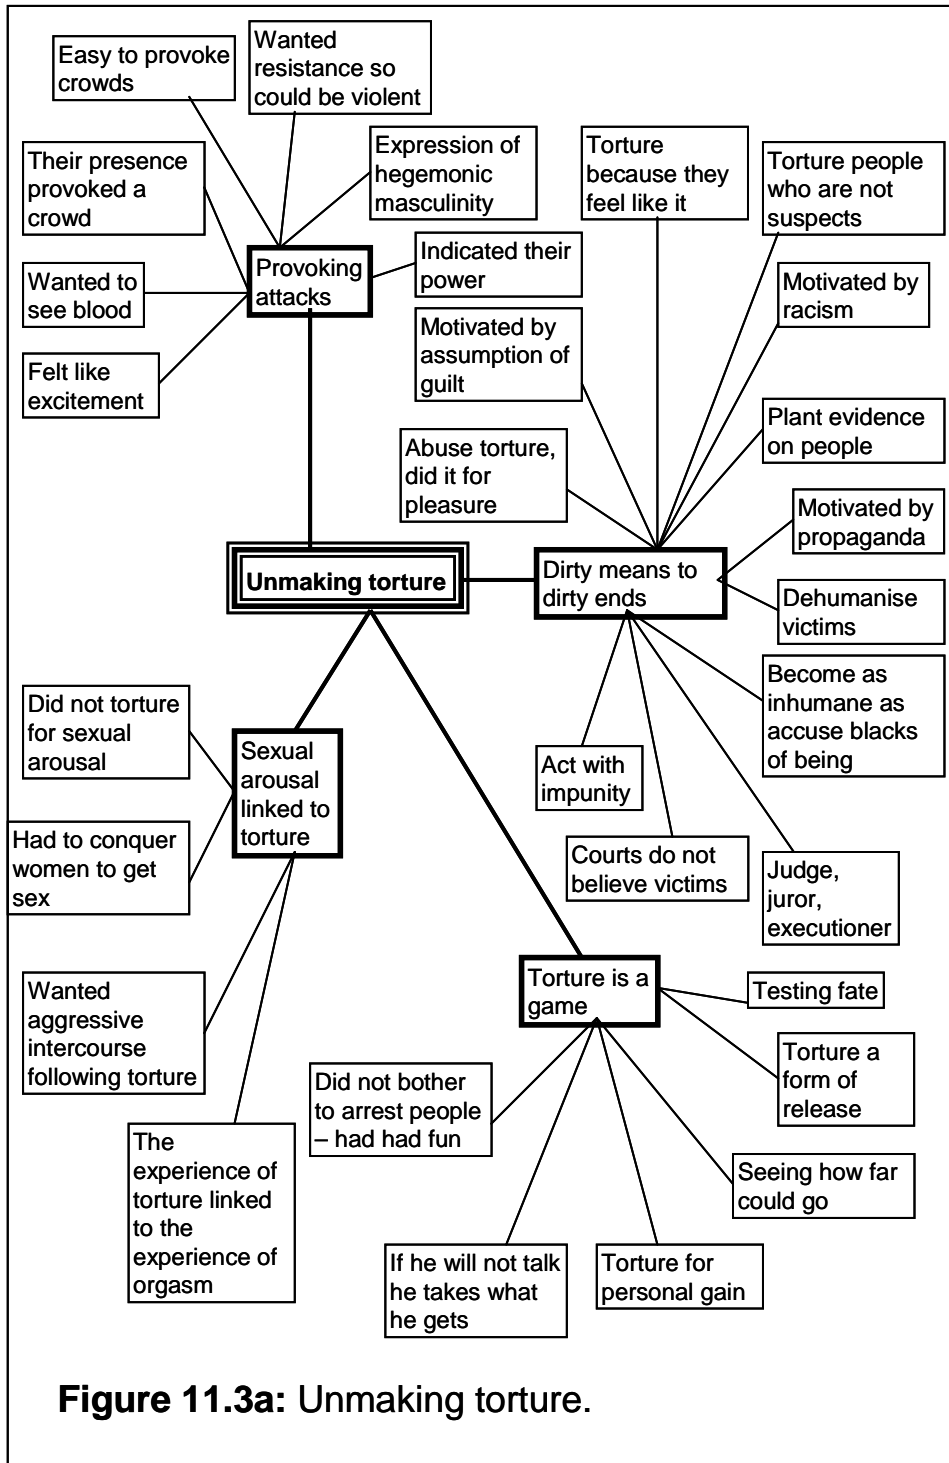 Easy to provoke
crowds
Wanted
resistance so
could be violent
Their presence
provoked a
crowd
Expression of
hegemonic
masculinity
Wanted to
see blood
Provoking
attacks
Indicated their
power
Felt like
excitement
Torture
because they
feel like it
Torture people
who are not
suspects
Motivated by
assumption of
guilt
Motivated by
racism
Abuse torture,
did it for
pleasure
Plant evidence
on people
Motivated by
propaganda
Unmaking torture
Dirty means to
dirty ends
Dehumanise
victims
Become as
inhumane as
accuse blacks
of being
Act with
impunity
Courts do not
believe victims
Judge,
juror,
executioner
Did not torture
for sexual
arousal
Sexual
arousal
linked to
torture
Had to conquer
women to get
sex
Wanted
aggressive
intercourse
following torture
The
experience of
torture linked
to the
experience of
orgasm
Torture is a
game
Testing fate
Torture a
form of
release
Did not bother
to arrest people
– had had fun
Seeing how far
could go
If he will not talk
he takes what
he gets
Torture for
personal gain
Figure 11.3a: Unmaking torture.